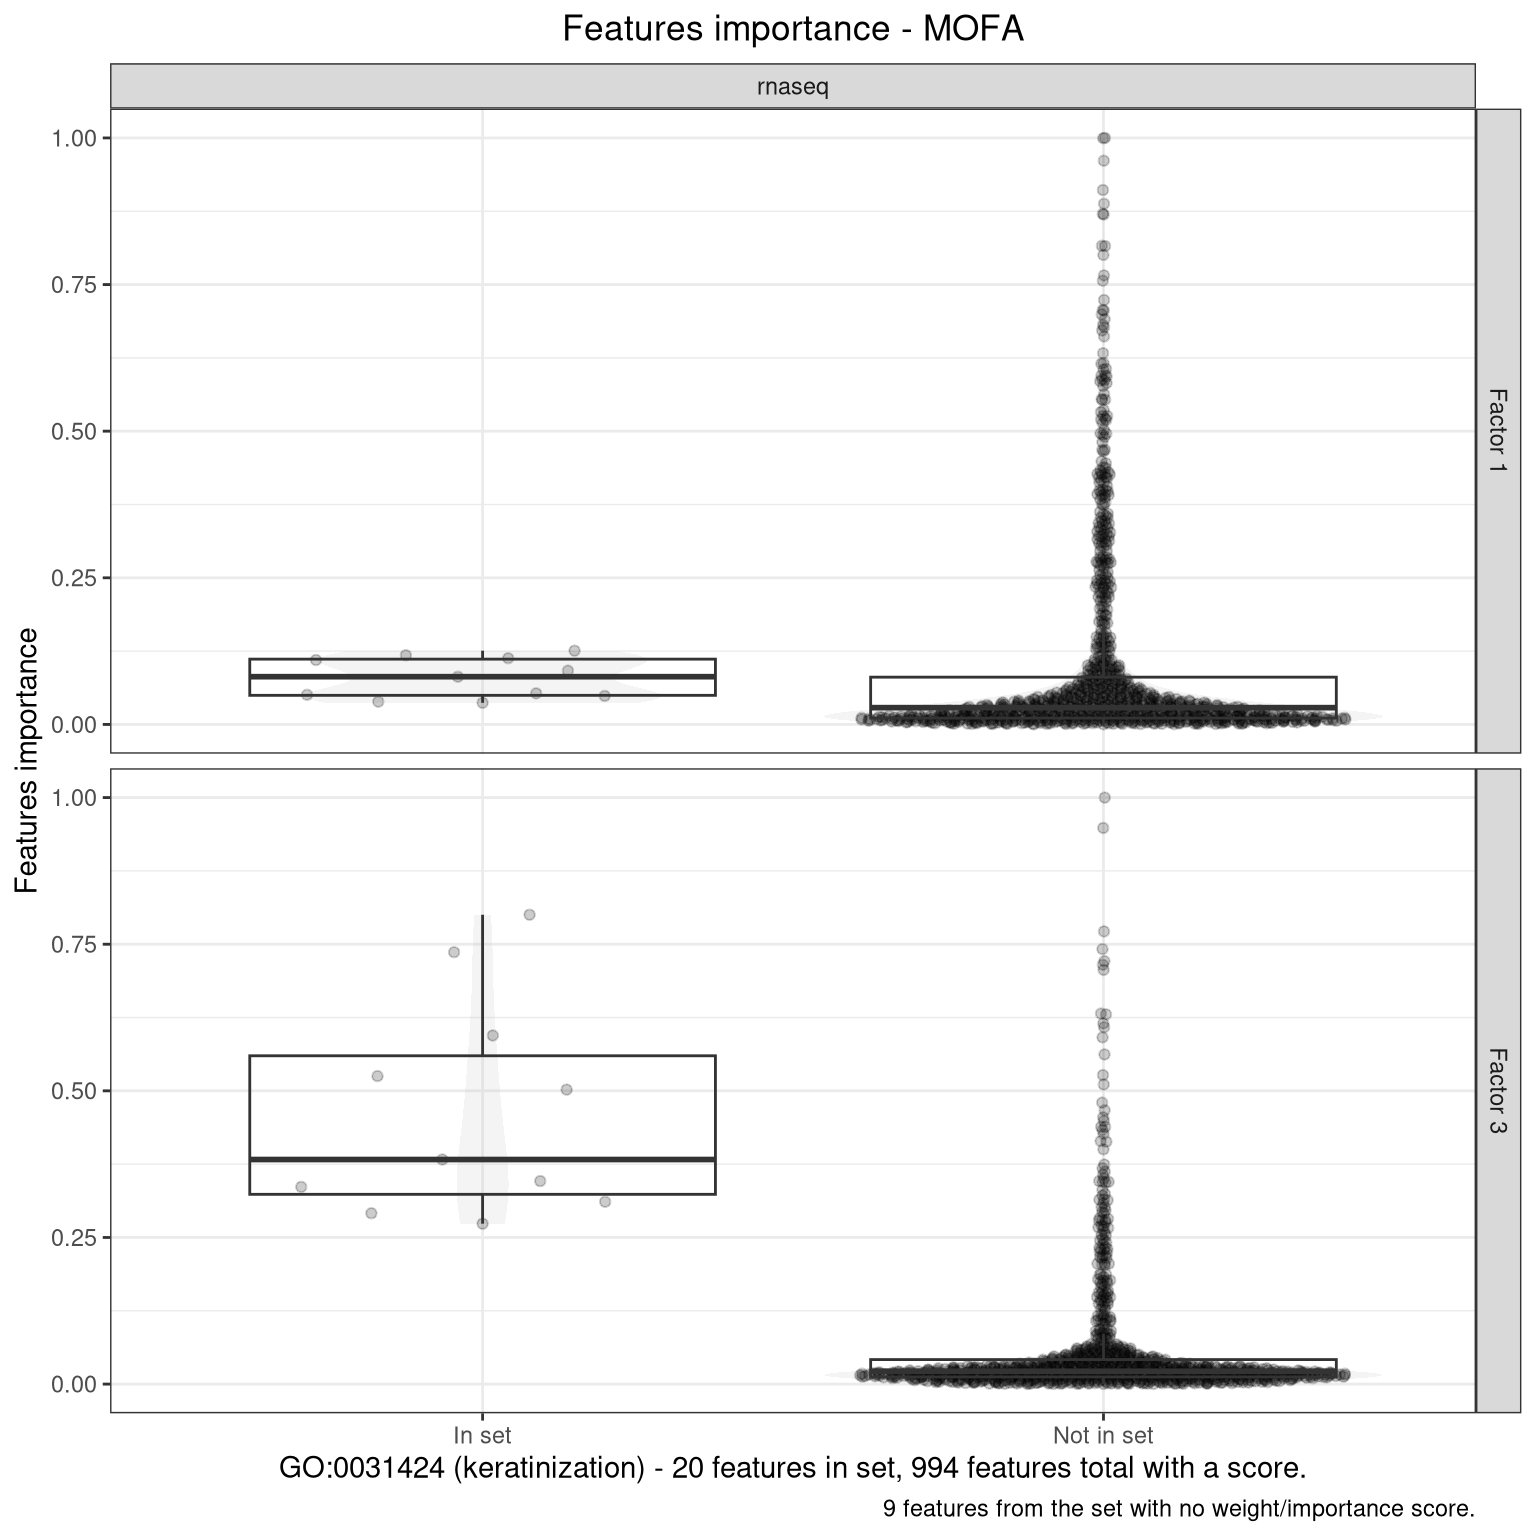 Features importance - MOFA
rnaseq
Features importance
1.00
0.75
0.50
0.25
0.00
Factor 1
1.00
0.75
0.50
0.25
0.00
Factor 3
In set
Not in set
GO:0031424 (keratinization) - 20 features in set, 994 features total with a score.
9 features from the set with no weight/importance score.